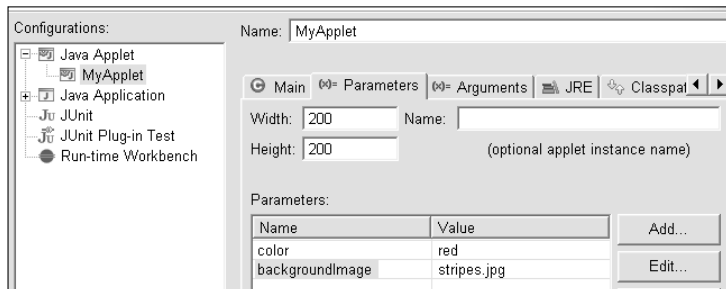 Configurations:
Java Applet
MyApplet
Java Application
JUnit
JUnit Plug-in Test
Run-time Workbench
Name: MyApplet
Main (x)= Parameters (x)= Arguments JRE Classpat
Width: 200 Name:
Height: 200 (optional applet instance name)
Parameters:
Name Value Add...
color red
backgroundImage stripes.jpg Edit...